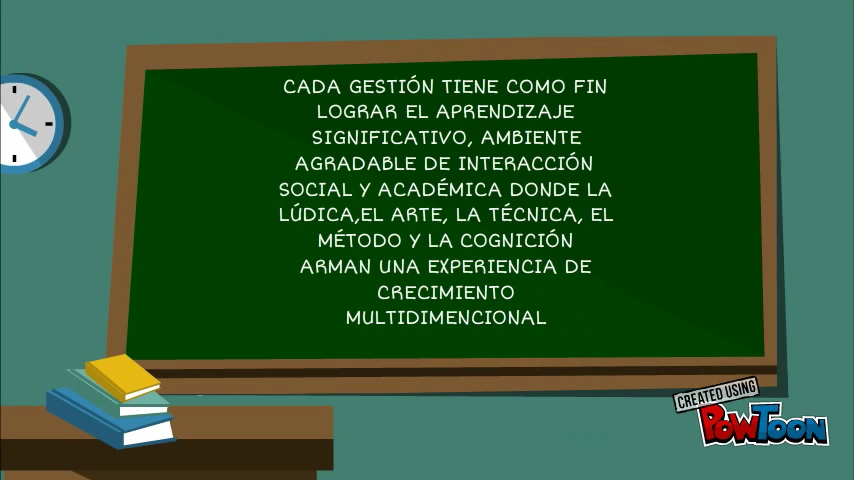 CADA GESTIÓN TIENE COMO FIN
LOGRAR EL APRENDIZAJE
SIGNIFICATIVO, AMBIENTE
AGRADABLE DE INTERACCIÓN
SOCIAL Y ACADÉMICA DONDE LA
LÚDICA,EL ARTE, LA TÉCNICA, EL
MÉTODO Y LA COGNICIÓN
ARMAN UNA EXPERIENCIA DE
CRECIMIENTO
MULTIDIMENCIONAL
CREATED USING
POWTOON